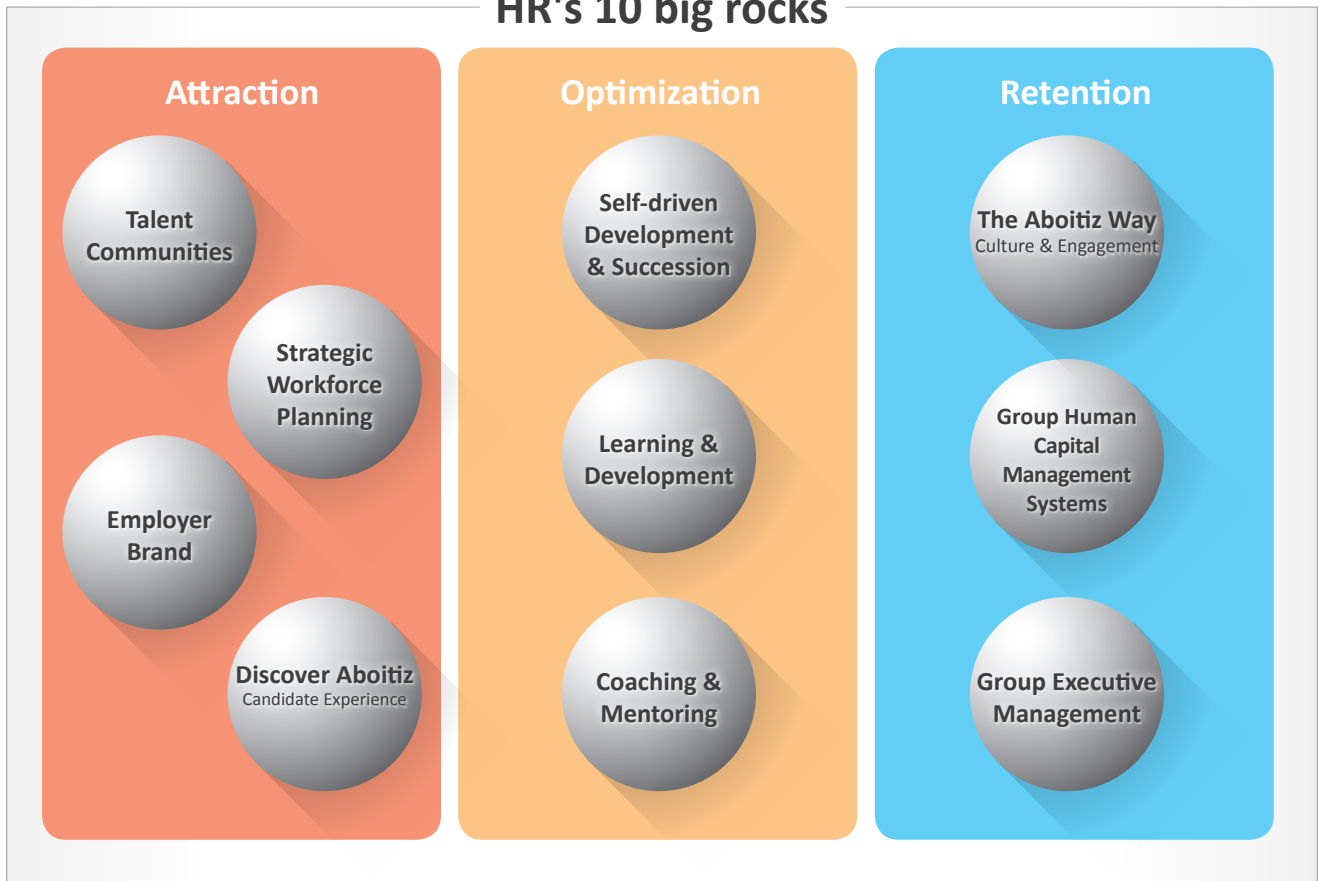 HR's 10 big rocks
Attraction
Talent
Communities
Strategic
Workforce
Planning
Employer
Brand
Discover Aboitiz
Candidate Experience
Optimization
Self-driven
Development
& Succession
Learning &
Development
Coaching &
Mentoring
Retention
The Aboitiz Way
Culture & Engagement
Group Human
Capital
Management
Systems
Group Executive
Management